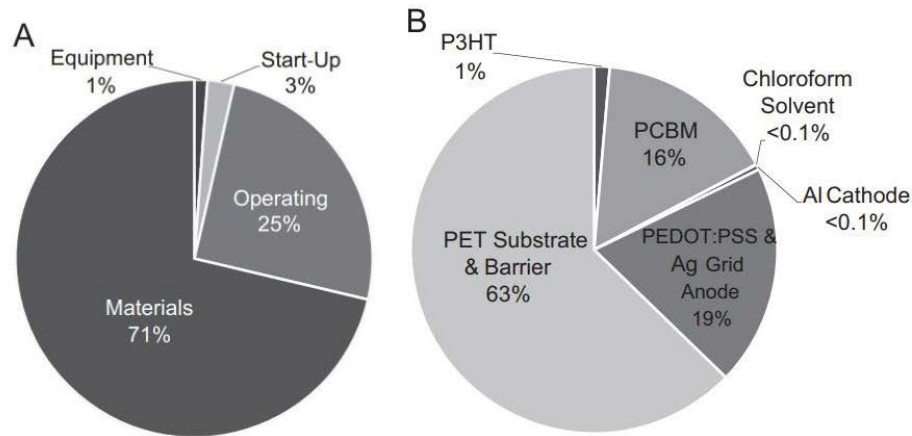 A
Equipment
1%
Start-Up
3%
Operating
25%
Materials
71%
B
P3HT
1%
PCBM
16%
Chloroform
Solvent
<0.1%
Al Cathode
<0.1%
PEDOT:PSS &
Ag Grid
Anode
19%
PET Substrate
& Barrier
63%